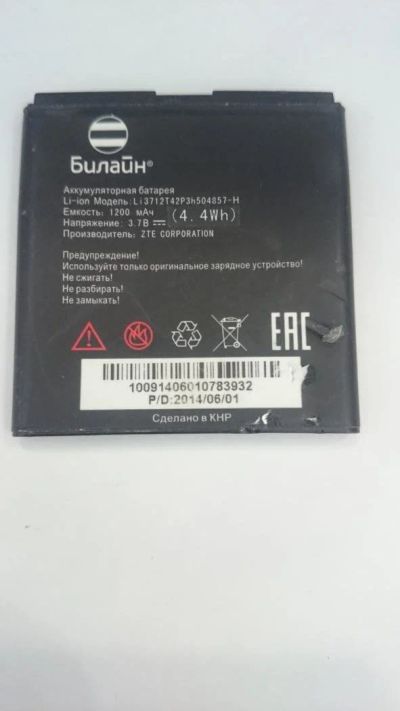 Билайн®
Аккумуляторная батарея
Li-ion Модель: Li3712T42P3h504857-H
Емкость: 1200 мАч (4.4Wh)
Напряжение: 3.7В
Производитель: ZTE CORPORATION
Предупреждение!
Используйте только оригинальное зарядное устройство!
Не сжигать!
Не разбирать!
Не замыкать!
EAC
10091406010783932
P/D:2014/06/01
Сделано в КНР